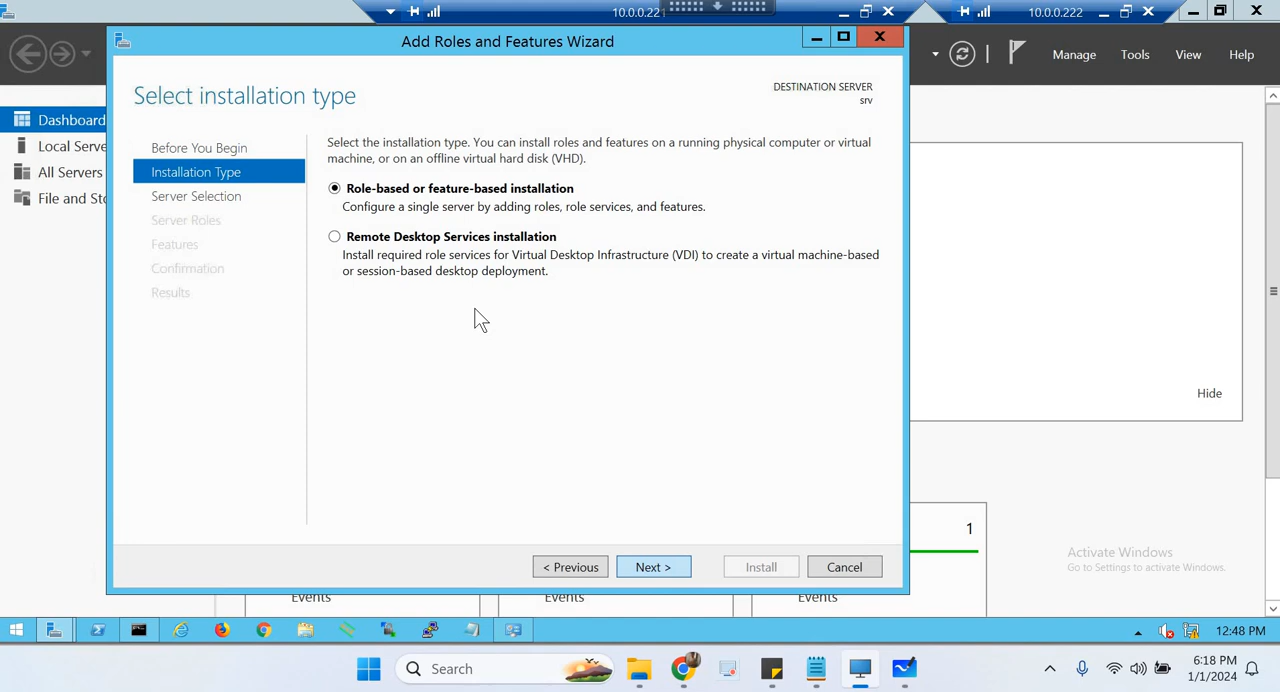 10.0.0.221
10.0.0.222
Add Roles and Features Wizard
Manage
Tools
View
Help
Select installation type
DESTINATION SERVER
srv
Dashboard
Local Serve
All Servers
File and Sto
Before You Begin
Installation Type
Server Selection
Server Roles
Features
Confirmation
Results
Select the installation type. You can install roles and features on a running physical computer or virtual
machine, or on an offline virtual hard disk (VHD).
Role-based or feature-based installation
Configure a single server by adding roles, role services, and features.
Remote Desktop Services installation
Install required role services for Virtual Desktop Infrastructure (VDI) to create a virtual machine-based
or session-based desktop deployment.
Hide
1
Activate Windows
Go to Settings to activate Windows.
< Previous
Next >
Install
Cancel
Events
Events
Events
12:48 PM
Search
6:18 PM
1/1/2024